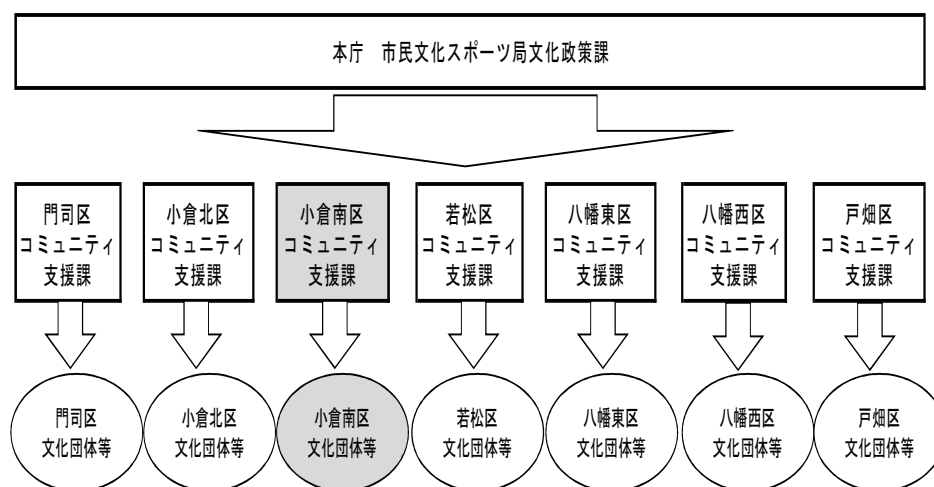 本庁　市民文化スポーツ局文化政策課
門司区
コミュニティ
支援課
小倉北区
コミュニティ
支援課
小倉南区
コミュニティ
支援課
若松区
コミュニティ
支援課
八幡東区
コミュニティ
支援課
八幡西区
コミュニティ
支援課
戸畑区
コミュニティ
支援課
門司区
文化団体等
小倉北区
文化団体等
小倉南区
文化団体等
若松区
文化団体等
八幡東区
文化団体等
八幡西区
文化団体等
戸畑区
文化団体等